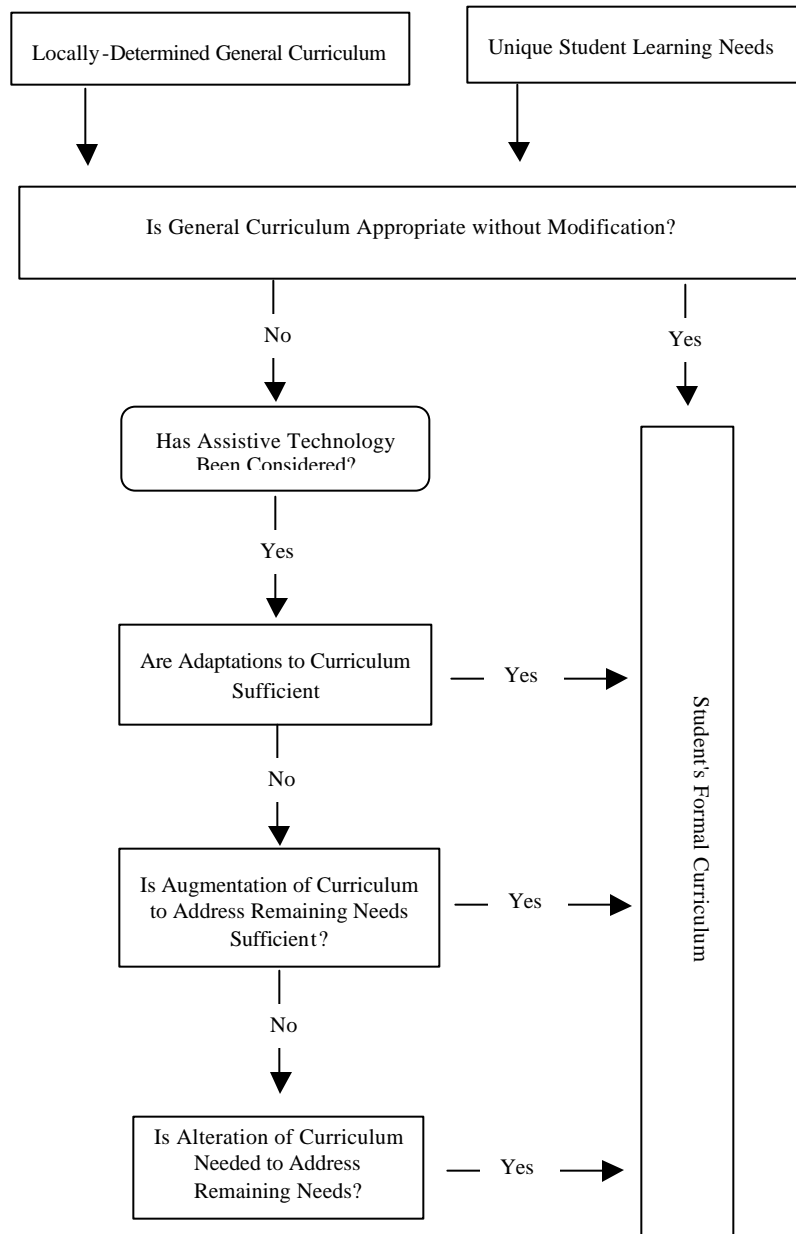 Locally-Determined General Curriculum
Unique Student Learning Needs
Is General Curriculum Appropriate without Modification?
No
Yes
Has Assistive Technology
Been Considered?
Yes
Are Adaptations to Curriculum
Sufficient
Yes
No
Is Augmentation of Curriculum
to Address Remaining Needs
Sufficient?
Yes
No
Is Alteration of Curriculum
Needed to Address
Remaining Needs?
Yes
Student's Formal Curriculum